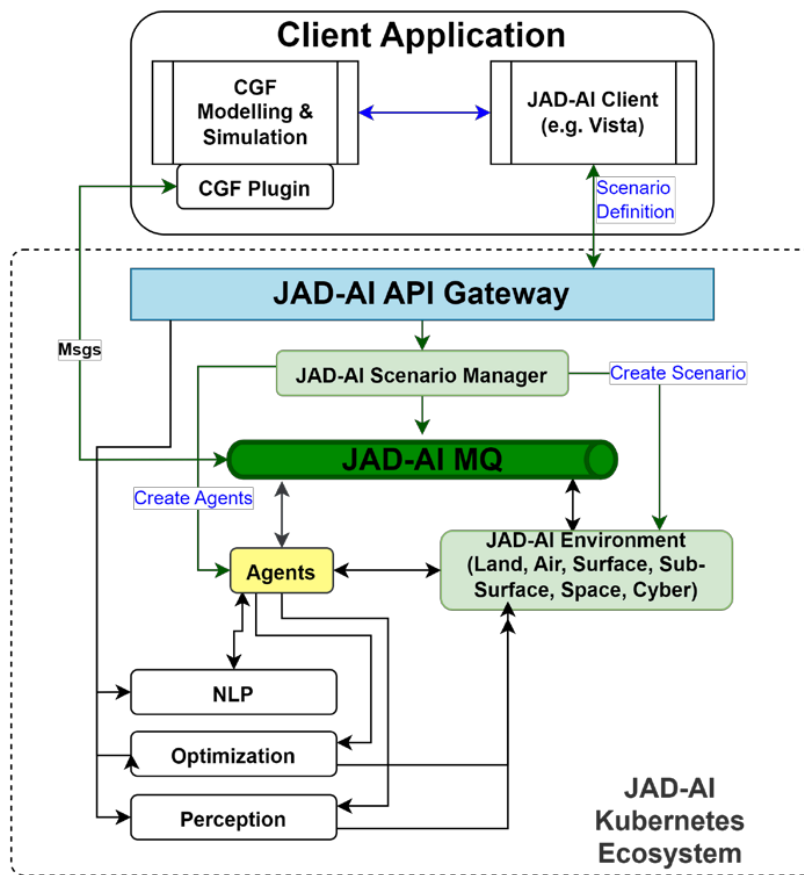 Client Application
CGF
Modelling &
Simulation
JAD-AI Client
(e.g. Vista)
CGF Plugin
Scenario
Definition
JAD-AI API Gateway
Msgs
JAD-AI Scenario Manager
Create Scenario
JAD-AI MQ
Create Agents
JAD-AI Environment
(Land, Air, Surface, Sub-
Surface, Space, Cyber)
Agents
NLP
Optimization
Perception
JAD-AI
Kubernetes
Ecosystem